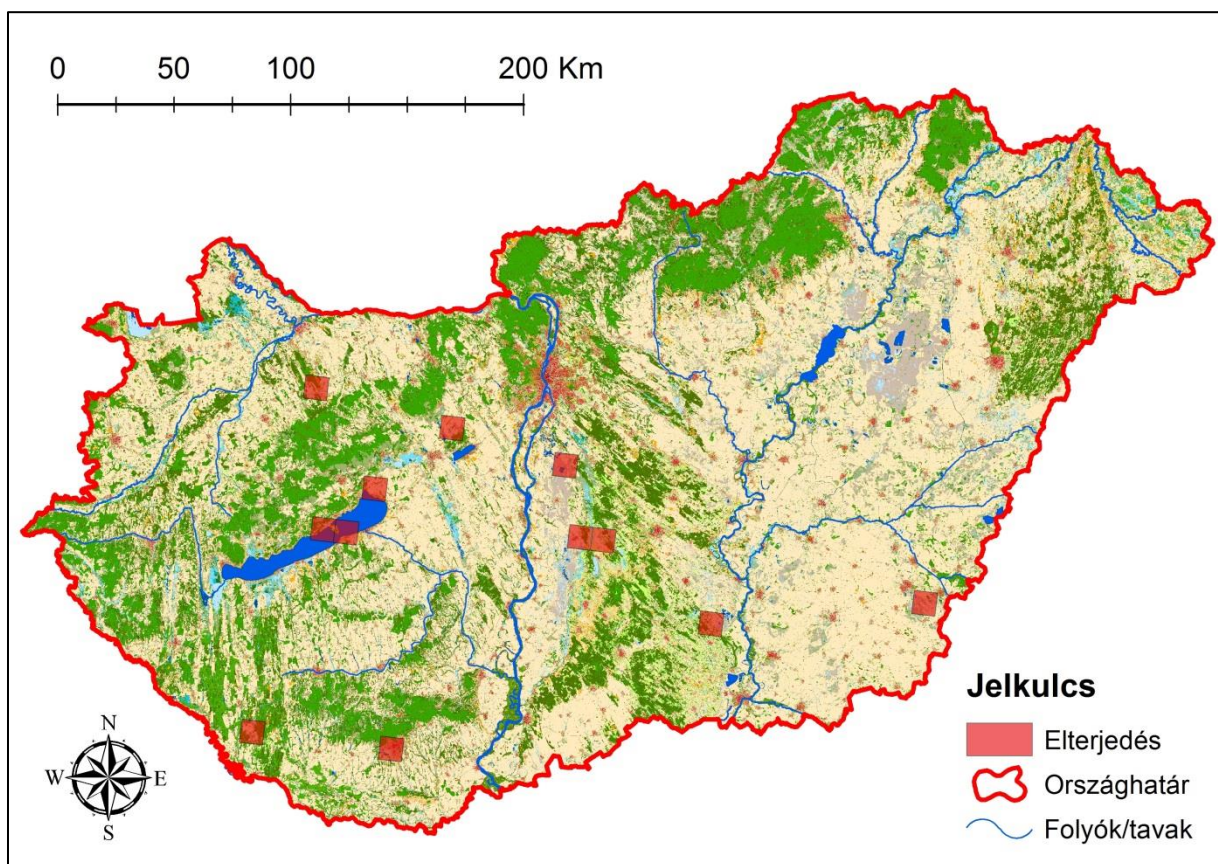 0 50 100 200 Km
N
W E
S
Jelkulcs
Elterjedés
Országhatár
Folyók/tavak